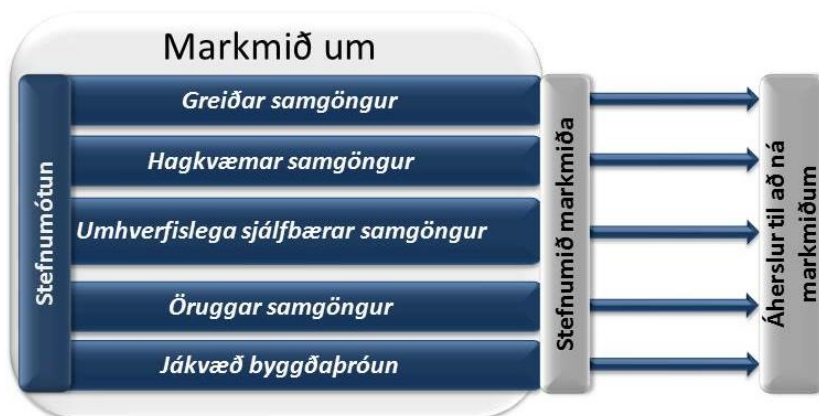 Markmið um
Stefnumótun
Greiðar samgöngur
Hagkvæmar samgöngur
Umhverfislega sjálfbærar samgöngur
Öruggar samgöngur
Jákvæð byggðaþróun
Stefnumið markmiða
Áherslur til að ná
markmiðum